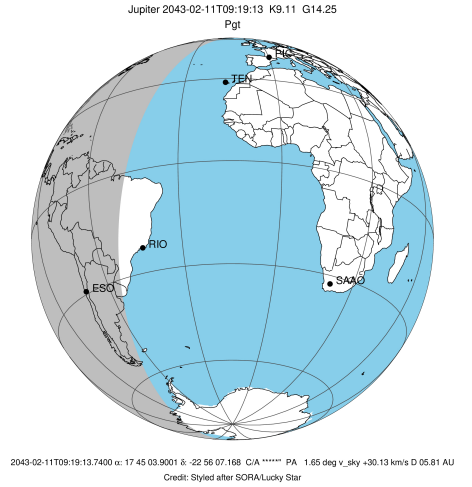 Jupiter 2043-02-11T09:19:13  K9.11  G14.25
Pgt
PIC
TEN
RIO
ESO
SAAO
2043-02-11T09:19:13.7400 α: 17 45 03.9001 δ: -22 56 07.168  C/A *****"  PA   1.65 deg v_sky +30.13 km/s D 05.81 AU
Credit: Styled after SORA/Lucky Star